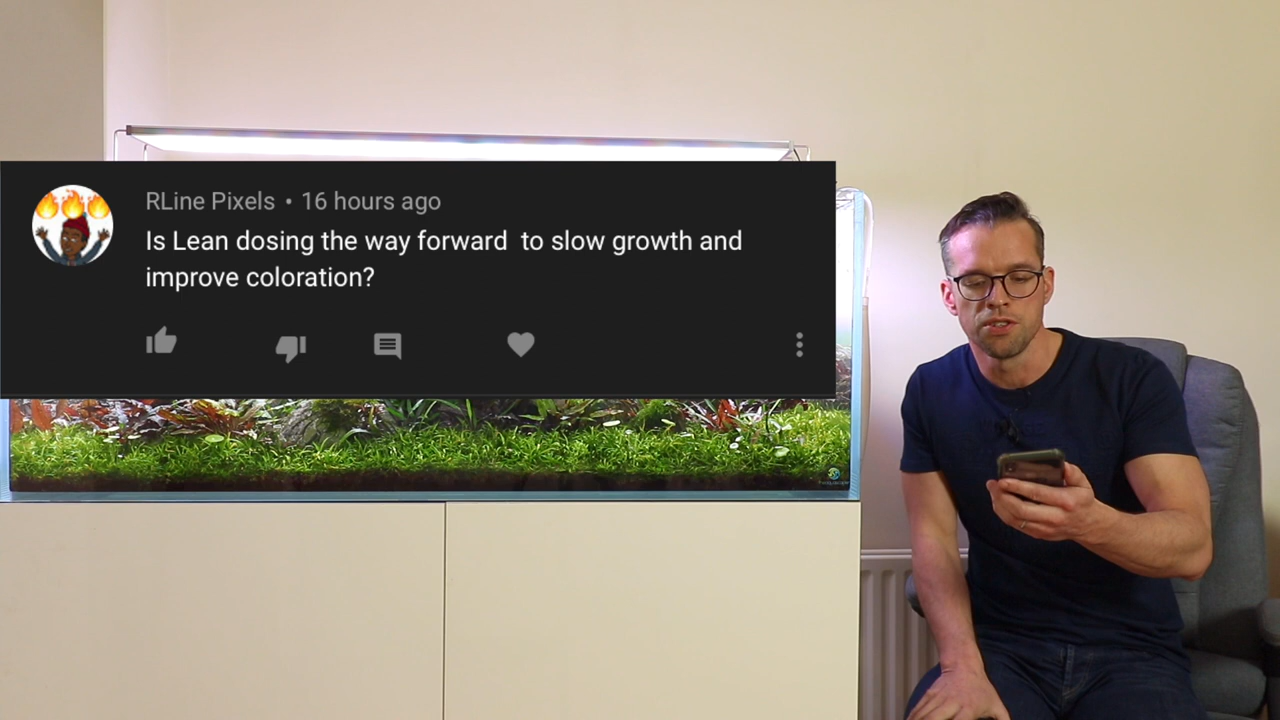 RLine Pixels • 16 hours ago
Is Lean dosing the way forward  to slow growth and
improve coloration?